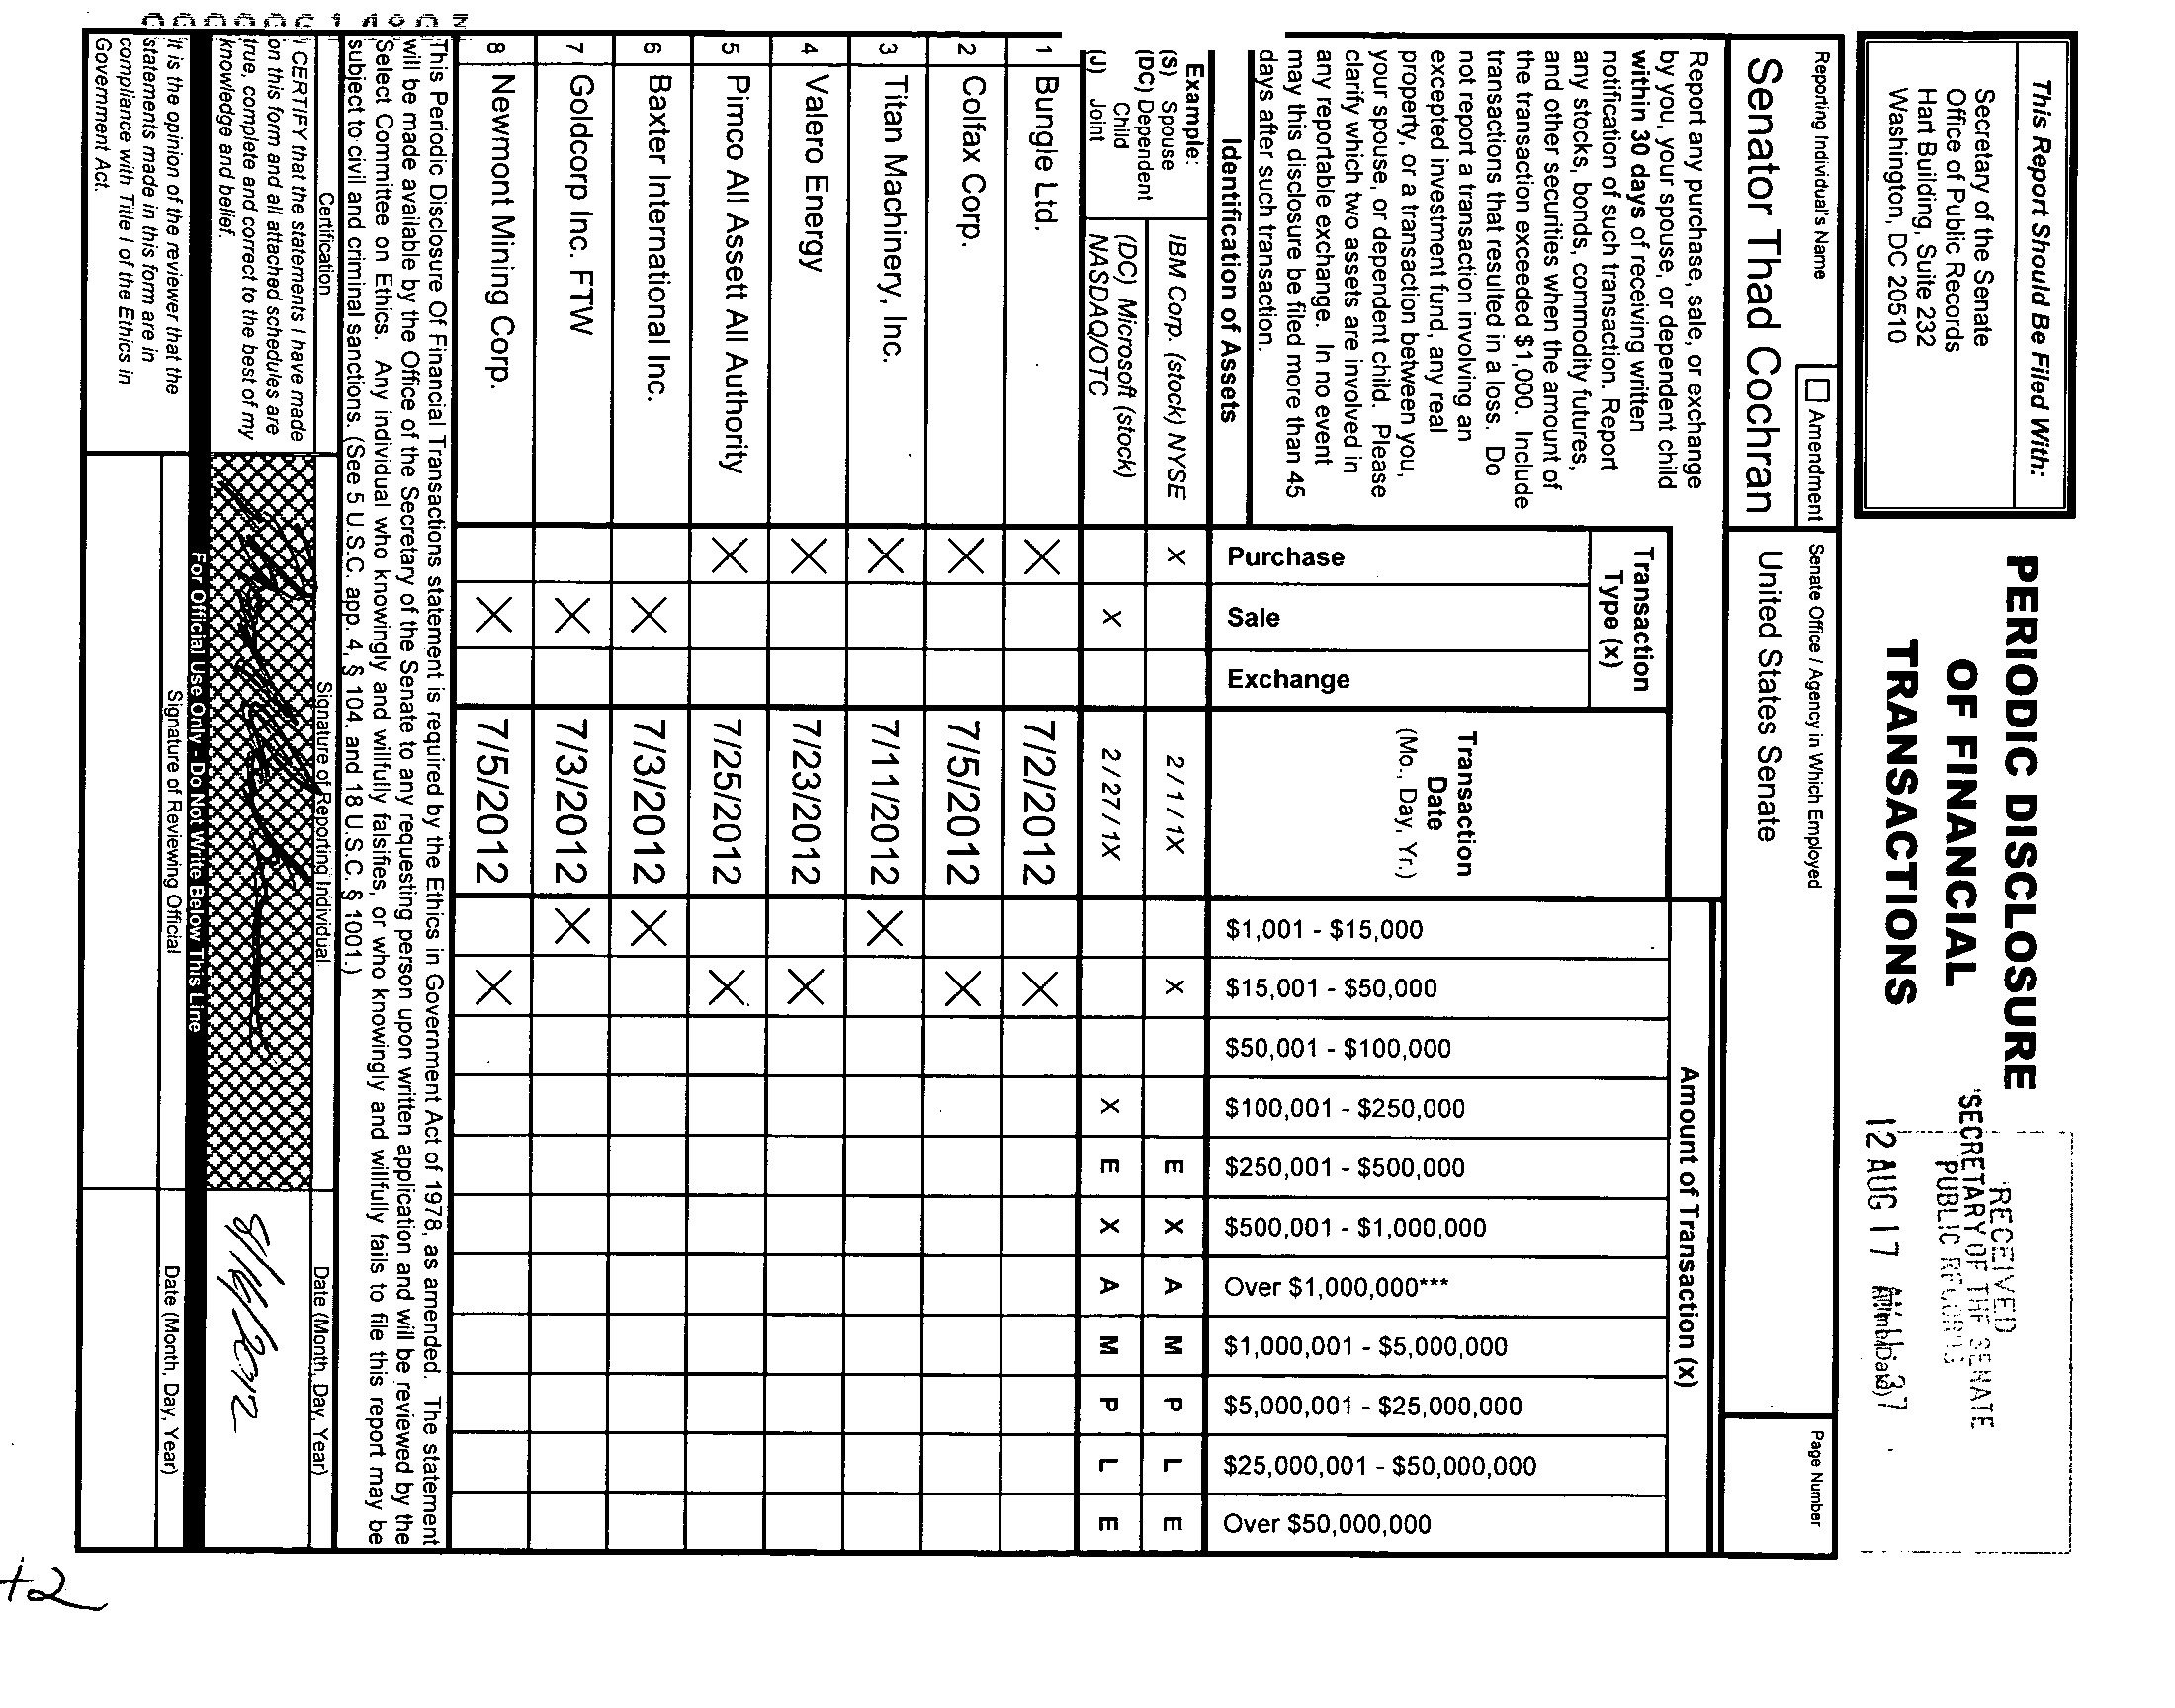 This Report Should Be Filed With:
Secretary of the Senate
Office of Public Records
Hart Building, Suite 232
Washington, DC 20510
PERIODIC DISCLOSURE
OF FINANCIAL
TRANSACTIONS
RECEIVED
SECRETARY OF THE SENATE
PUBLIC RECORDS
12 AUG 17 AM 11:37
Reporting Individual's Name
Amendment
Senate Office / Agency in Which Employed
Page Number
Senator Thad Cochran
United States Senate
Report any purchase, sale, or exchange
by you, your spouse, or dependent child
within 30 days of receiving written
notification of such transaction. Report
any stocks, bonds, commodity futures,
and other securities when the amount of
the transaction exceeded $1,000. Include
transactions that resulted in a loss. Do
not report a transaction involving an
excepted investment fund, any real
property, or a transaction between you,
your spouse, or dependent child. Please
clarify which two assets are involved in
any reportable exchange. In no event
may this disclosure be filed more than 45
days after such transaction.
Identification of Assets
Transaction
Type (x)
Purchase
Sale
Exchange
Transaction
Date
(Mo., Day, Yr.)
Amount of Transaction (x)
$1,001 - $15,000
$15,001 - $50,000
$50,001 - $100,000
$100,001 - $250,000
$250,001 - $500,000
$500,001 - $1,000,000
Over $1,000,000***
$1,000,001 - $5,000,000
$5,000,001 - $25,000,000
$25,000,001 - $50,000,000
Over $50,000,000
Example:
(S) Spouse
(DC) Dependent
Child
(J) Joint
IBM Corp. (stock) NYSE X 2 / 1 / 1X X E X A M P L E
(DC) Microsoft (stock)
NASDAQ/OTC X 2 / 27 / 1X X E X A M P L E
1 Bungle Ltd. X 7/2/2012 X
2 Colfax Corp. X 7/5/2012 X
3 Titan Machinery, Inc. X 7/11/2012 X
4 Valero Energy X 7/23/2012 X
5 Pimco All Assett All Authority X 7/25/2012 X
6 Baxter International Inc. X 7/3/2012 X
7 Goldcorp Inc. FTW X 7/3/2012 X
8 Newmont Mining Corp. X 7/5/2012 X
This Periodic Disclosure Of Financial Transactions statement is required by the Ethics in Government Act of 1978, as amended. The statement
will be made available by the Office of the Secretary of the Senate to any requesting person upon written application and will be reviewed by the
Select Committee on Ethics. Any individual who knowingly and willfully falsifies, or who knowingly and willfully fails to file this report may be
subject to civil and criminal sanctions. (See 5 U.S.C. app. 4, § 104, and 18 U.S.C. § 1001.)
Certification
Signature of Reporting Individual
Date (Month, Day, Year)
I CERTIFY that the statements I have made
on this form and all attached schedules are
true, complete and correct to the best of my
knowledge and belief.
8/16/2012
For Official Use Only - Do Not Write Below This Line
It is the opinion of the reviewer that the
statements made in this form are in
compliance with Title I of the Ethics in
Government Act.
Signature of Reviewing Official
Date (Month, Day, Year)
+2